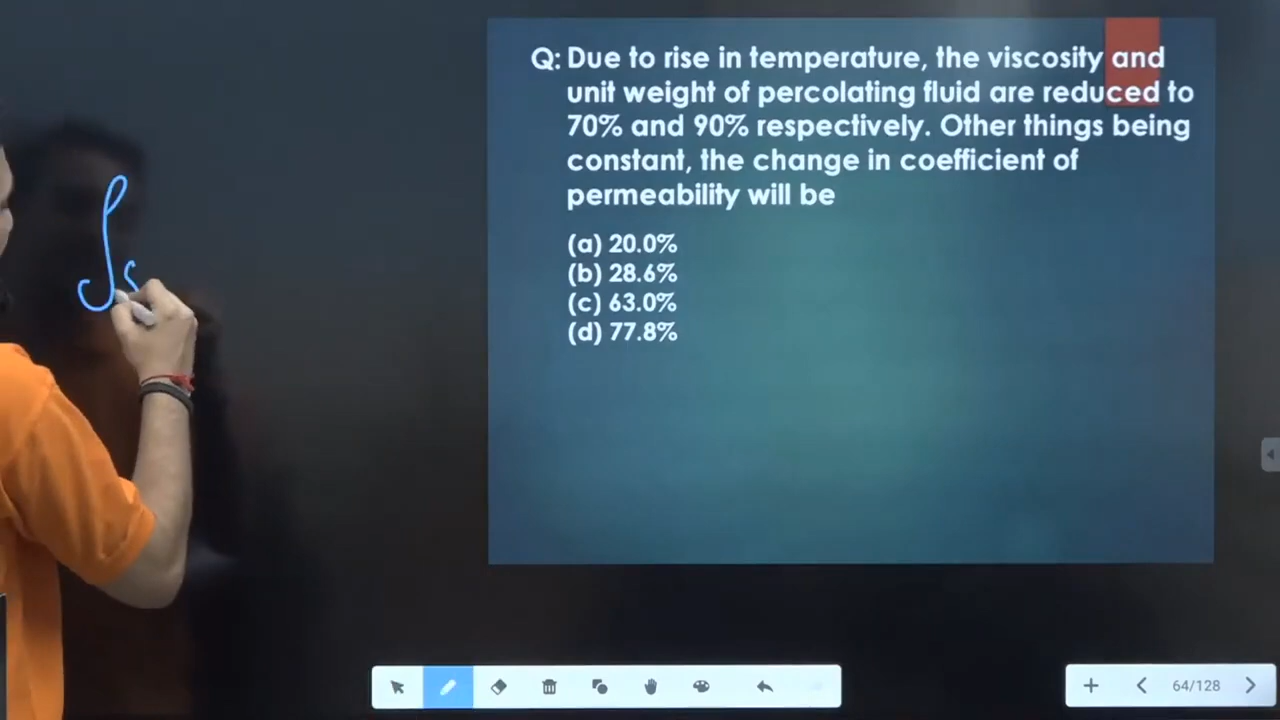 Q: Due to rise in temperature, the viscosity and
unit weight of percolating fluid are reduced to
70% and 90% respectively. Other things being
constant, the change in coefficient of
permeability will be
(a) 20.0%
(b) 28.6%
(c) 63.0%
(d) 77.8%
64/128